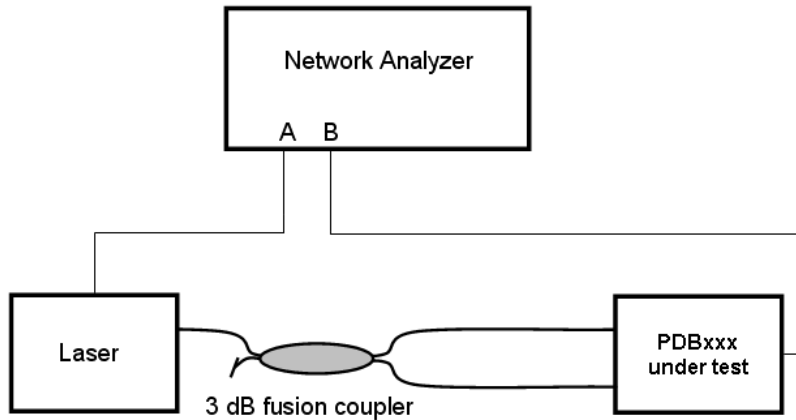 Network Analyzer
A B
Laser
PDBxxx
under test
3 dB fusion coupler